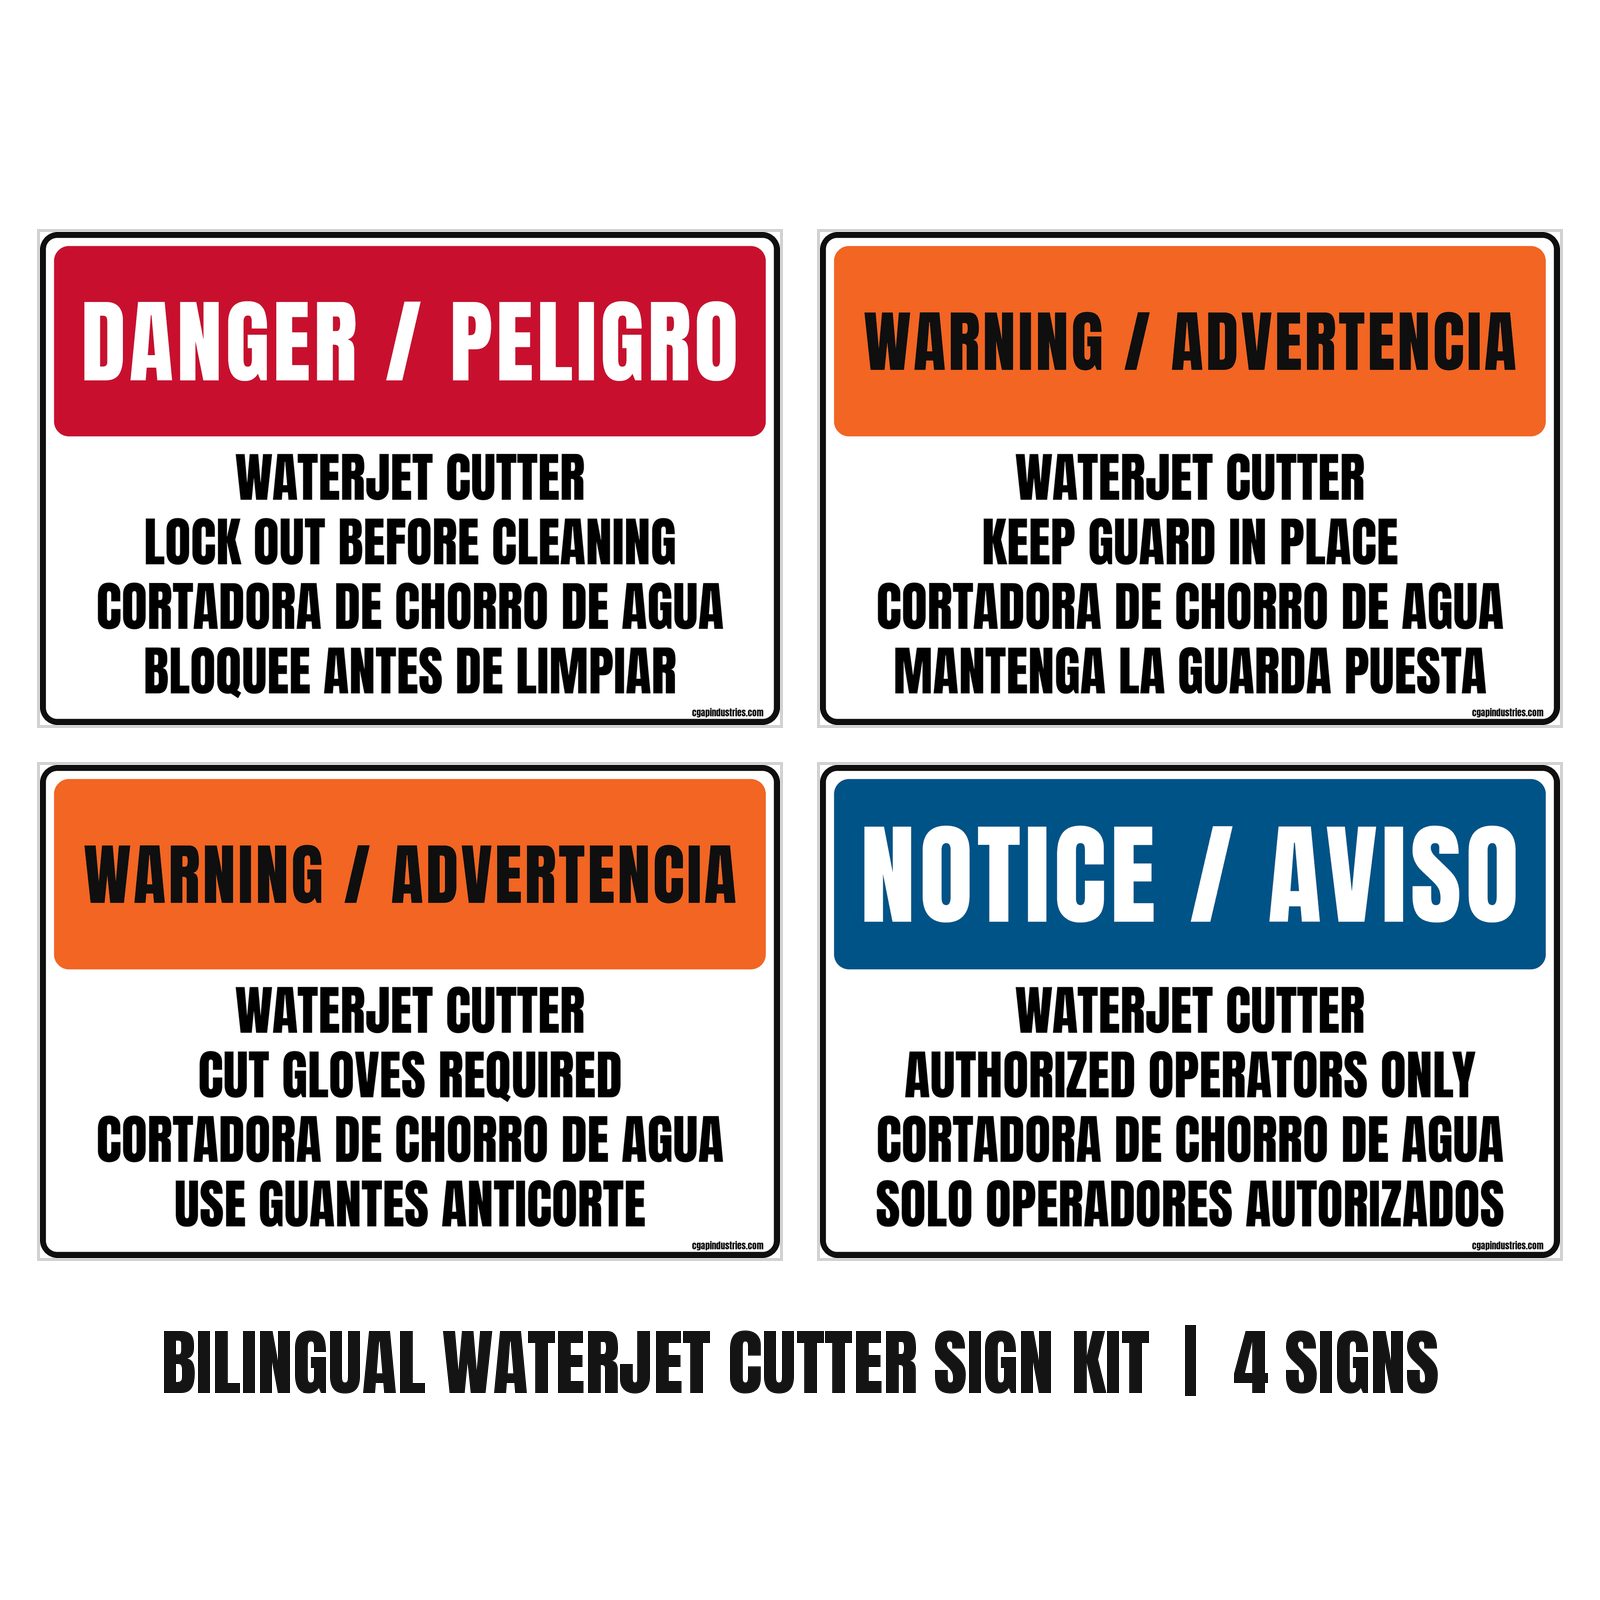 DANGER / PELIGRO
WATERJET CUTTER
LOCK OUT BEFORE CLEANING
CORTADORA DE CHORRO DE AGUA
BLOQUEE ANTES DE LIMPIAR
cgapindustries.com
WARNING / ADVERTENCIA
WATERJET CUTTER
KEEP GUARD IN PLACE
CORTADORA DE CHORRO DE AGUA
MANTENGA LA GUARDA PUESTA
cgapindustries.com
WARNING / ADVERTENCIA
WATERJET CUTTER
CUT GLOVES REQUIRED
CORTADORA DE CHORRO DE AGUA
USE GUANTES ANTICORTE
cgapindustries.com
NOTICE / AVISO
WATERJET CUTTER
AUTHORIZED OPERATORS ONLY
CORTADORA DE CHORRO DE AGUA
SOLO OPERADORES AUTORIZADOS
cgapindustries.com
BILINGUAL WATERJET CUTTER SIGN KIT | 4 SIGNS